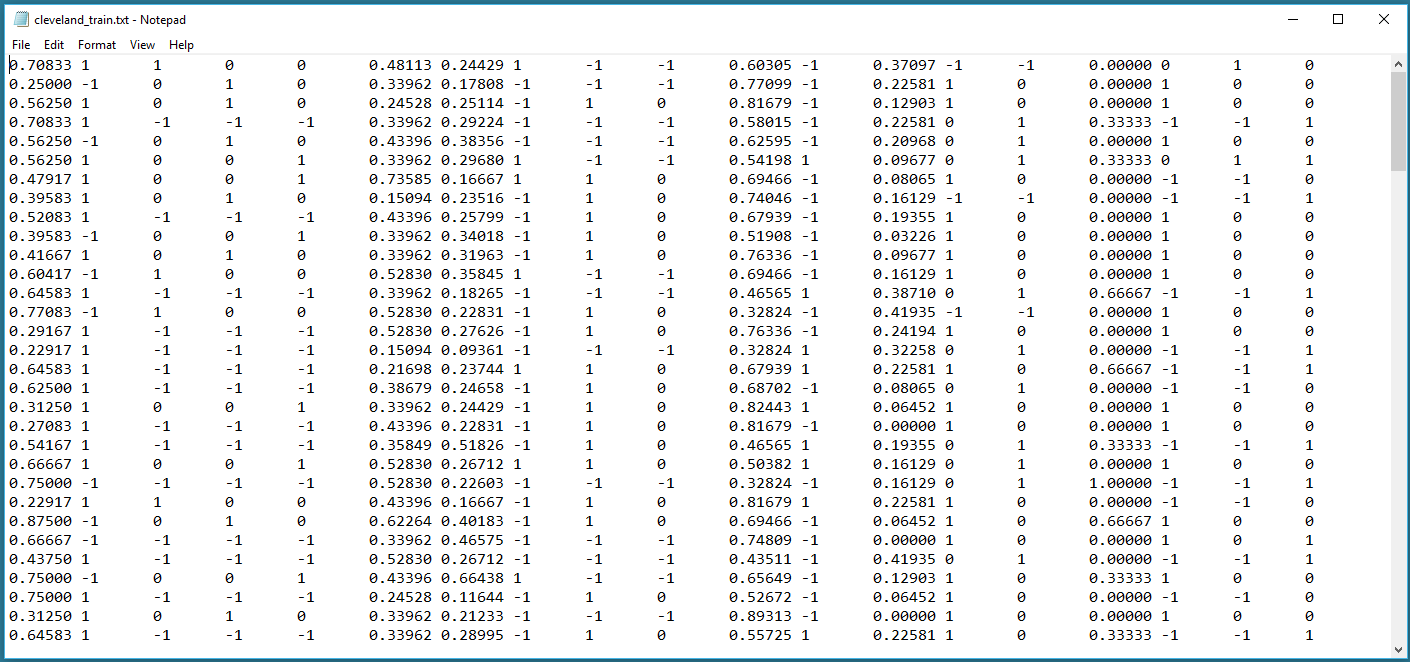 cleveland_train.txt - Notepad
File Edit Format View Help
0.70833 1 1 0 0 0.48113 0.24429 1 -1 -1 0.60305 -1 0.37097 -1 -1 0.00000 0 1 0
0.25000 -1 0 1 0 0.33962 0.17808 -1 -1 -1 0.77099 -1 0.22581 1 0 0.00000 1 0 0
0.56250 1 0 1 0 0.24528 0.25114 -1 1 0 0.81679 -1 0.12903 1 0 0.00000 1 0 0
0.70833 1 -1 -1 -1 0.33962 0.29224 -1 -1 -1 0.58015 -1 0.22581 0 1 0.33333 -1 -1 1
0.56250 -1 0 1 0 0.43396 0.38356 -1 -1 -1 0.62595 -1 0.20968 0 1 0.00000 1 0 0
0.56250 1 0 0 1 0.33962 0.29680 1 -1 -1 0.54198 1 0.09677 0 1 0.33333 0 1 1
0.47917 1 0 0 1 0.73585 0.16667 1 1 0 0.69466 -1 0.08065 1 0 0.00000 -1 -1 0
0.39583 1 0 1 0 0.15094 0.23516 -1 1 0 0.74046 -1 0.16129 -1 -1 0.00000 -1 -1 1
0.52083 1 -1 -1 -1 0.43396 0.25799 -1 1 0 0.67939 -1 0.19355 1 0 0.00000 1 0 0
0.39583 -1 0 0 1 0.33962 0.34018 -1 1 0 0.51908 -1 0.03226 1 0 0.00000 1 0 0
0.41667 1 0 1 0 0.33962 0.31963 -1 1 0 0.76336 -1 0.09677 1 0 0.00000 1 0 0
0.60417 -1 1 0 0 0.52830 0.35845 1 -1 -1 0.69466 -1 0.16129 1 0 0.00000 1 0 0
0.64583 1 -1 -1 -1 0.33962 0.18265 -1 -1 -1 0.46565 1 0.38710 0 1 0.66667 -1 -1 1
0.77083 -1 1 0 0 0.52830 0.22831 -1 1 0 0.32824 -1 0.41935 -1 -1 0.00000 1 0 0
0.29167 1 -1 -1 -1 0.52830 0.27626 -1 1 0 0.76336 -1 0.24194 1 0 0.00000 1 0 0
0.22917 1 -1 -1 -1 0.15094 0.09361 -1 -1 -1 0.32824 1 0.32258 0 1 0.00000 -1 -1 1
0.64583 1 -1 -1 -1 0.21698 0.23744 1 1 0 0.67939 1 0.22581 1 0 0.66667 -1 -1 1
0.62500 1 -1 -1 -1 0.38679 0.24658 -1 1 0 0.68702 -1 0.08065 0 1 0.00000 -1 -1 0
0.31250 1 0 0 1 0.33962 0.24429 -1 1 0 0.82443 1 0.06452 1 0 0.00000 1 0 0
0.27083 1 -1 -1 -1 0.43396 0.22831 -1 1 0 0.81679 -1 0.00000 1 0 0.00000 1 0 0
0.54167 1 -1 -1 -1 0.35849 0.51826 -1 1 0 0.46565 1 0.19355 0 1 0.33333 -1 -1 1
0.66667 1 0 0 1 0.52830 0.26712 1 1 0 0.50382 1 0.16129 0 1 0.00000 1 0 0
0.75000 -1 -1 -1 -1 0.52830 0.22603 -1 -1 -1 0.32824 -1 0.16129 0 1 1.00000 -1 -1 1
0.22917 1 1 0 0 0.43396 0.16667 -1 1 0 0.81679 1 0.22581 1 0 0.00000 -1 -1 0
0.87500 -1 0 1 0 0.62264 0.40183 -1 1 0 0.69466 -1 0.06452 1 0 0.66667 1 0 0
0.66667 -1 -1 -1 -1 0.33962 0.46575 -1 -1 -1 0.74809 -1 0.00000 1 0 0.00000 1 0 1
0.43750 1 -1 -1 -1 0.52830 0.26712 -1 -1 -1 0.43511 -1 0.41935 0 1 0.00000 -1 -1 1
0.75000 -1 0 0 1 0.43396 0.66438 1 -1 -1 0.65649 -1 0.12903 1 0 0.33333 1 0 0
0.75000 1 -1 -1 -1 0.24528 0.11644 -1 1 0 0.52672 -1 0.06452 1 0 0.00000 -1 -1 0
0.31250 1 0 1 0 0.33962 0.21233 -1 -1 -1 0.89313 -1 0.00000 1 0 0.00000 1 0 0
0.64583 1 -1 -1 -1 0.33962 0.28995 -1 1 0 0.55725 1 0.22581 1 0 0.33333 -1 -1 1